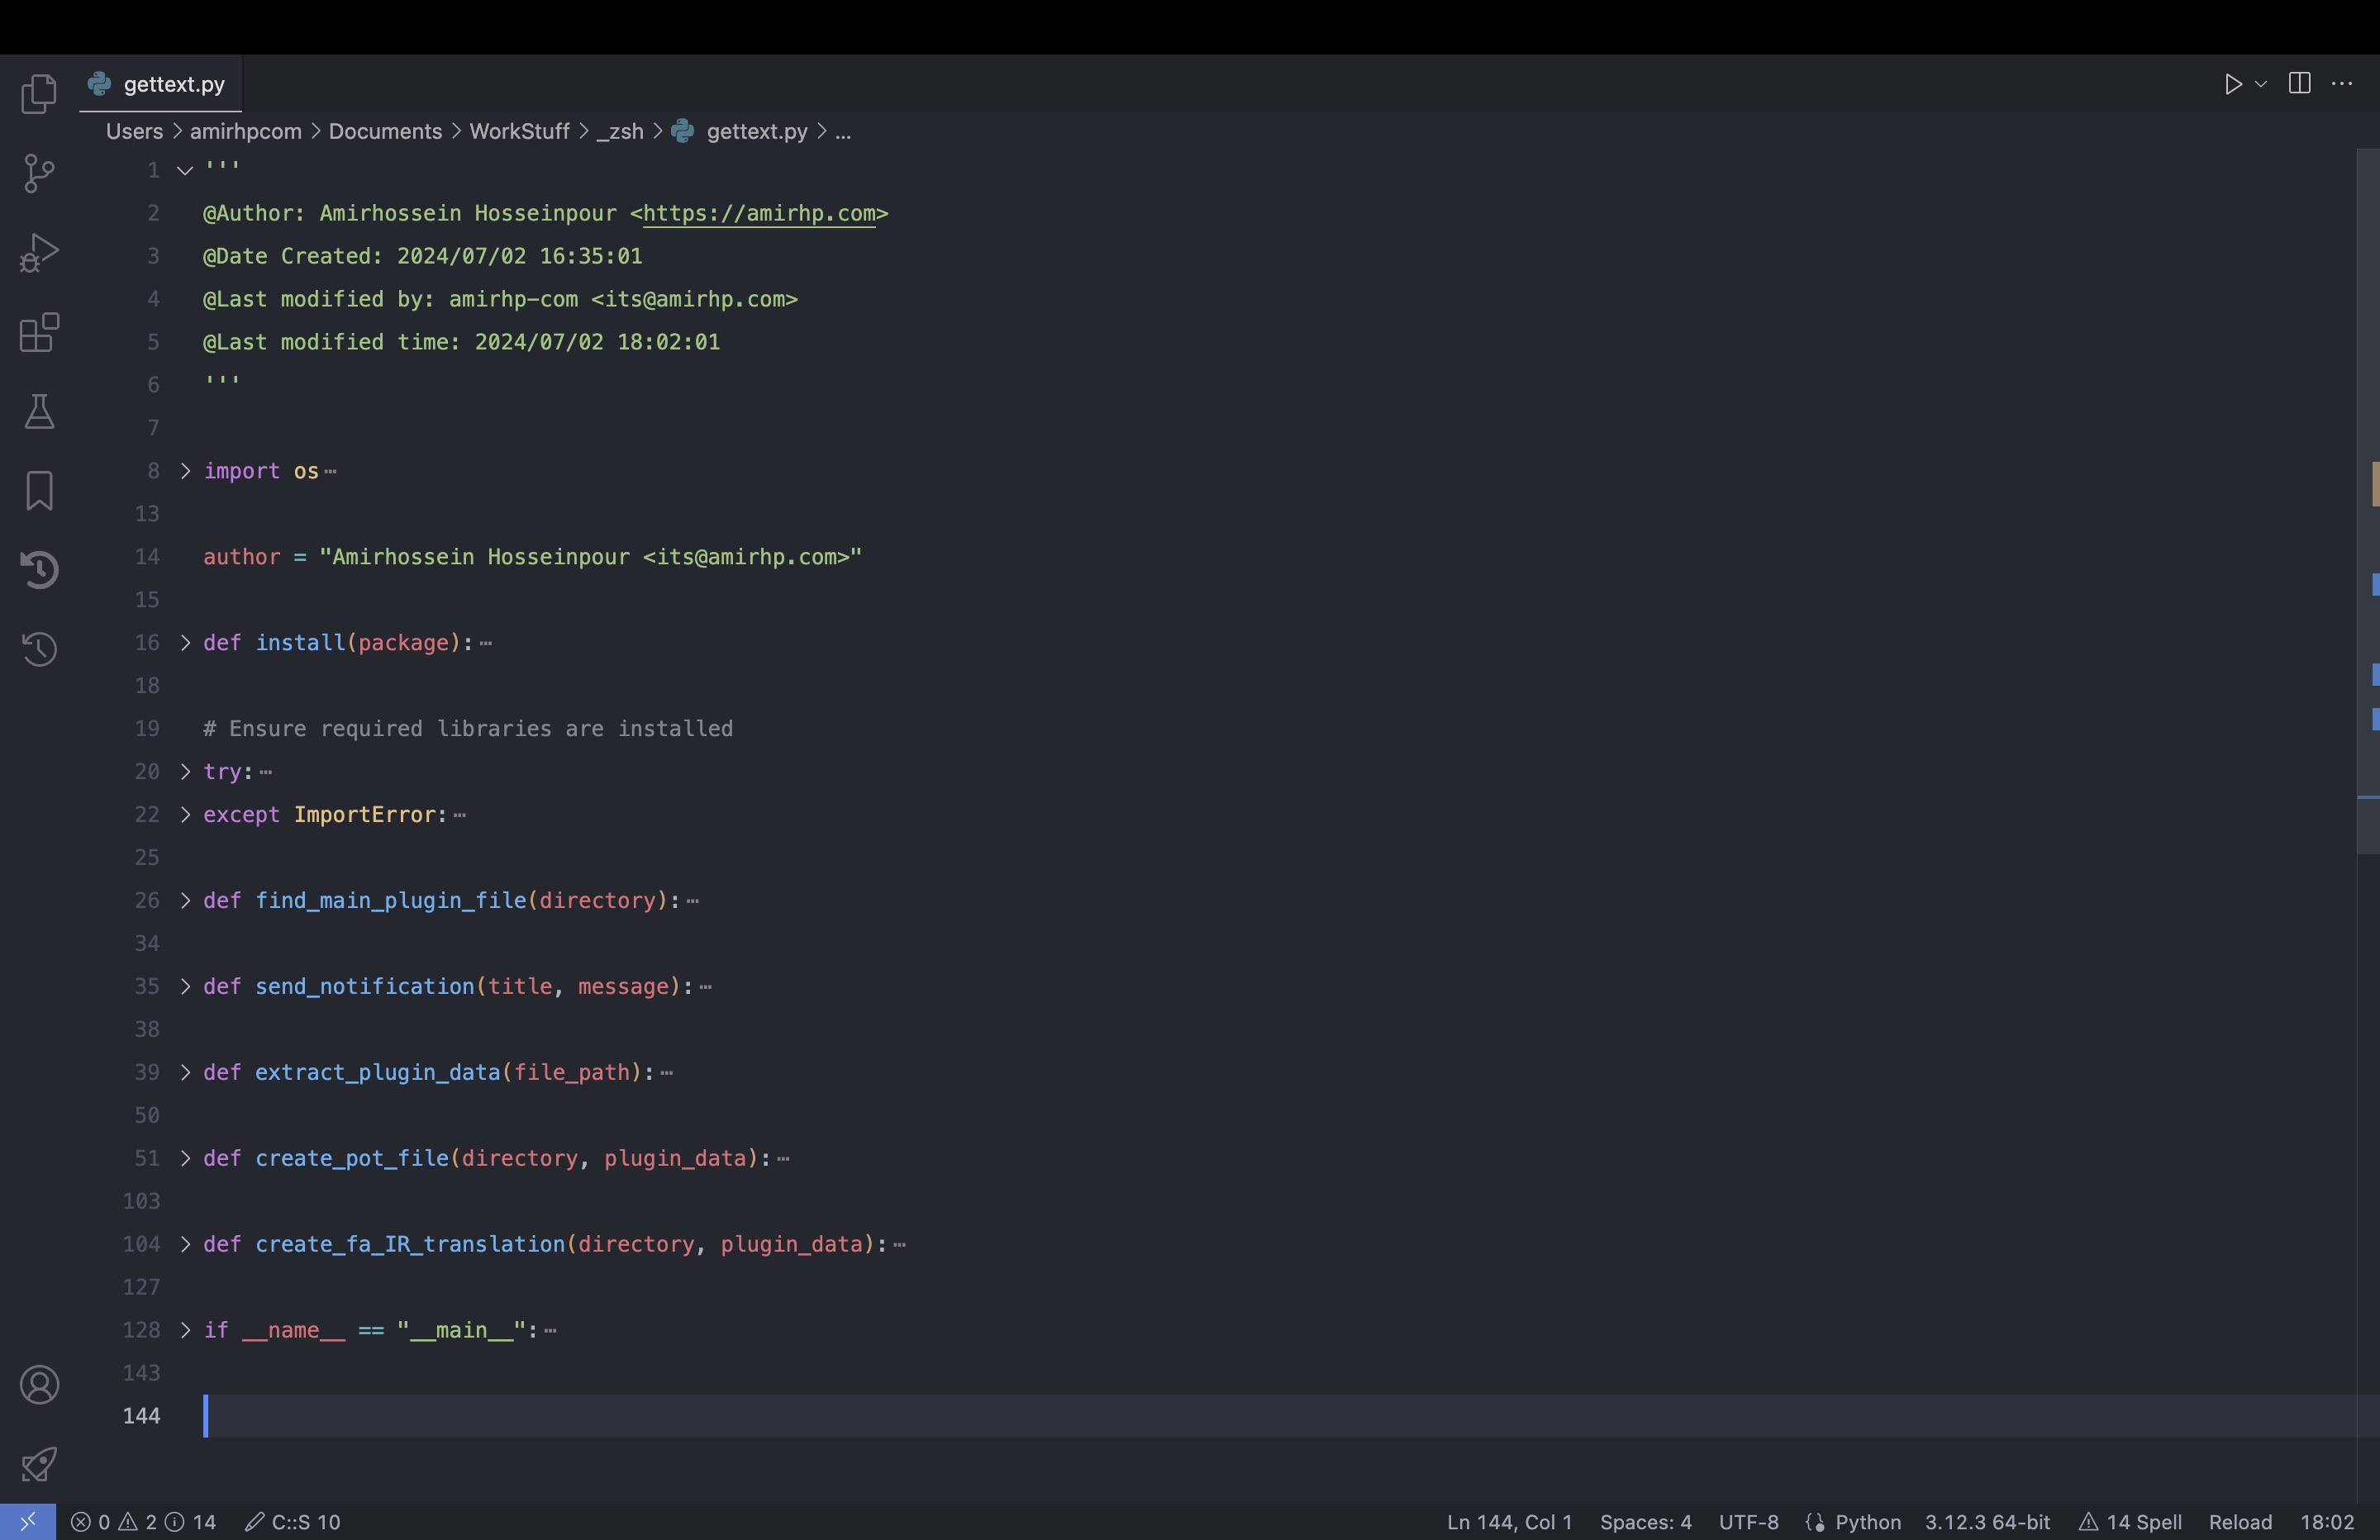 gettext.py
Users > amirhpcom > Documents > WorkStuff > _zsh > gettext.py > ...
1 '''
2 @Author: Amirhossein Hosseinpour <https://amirhp.com>
3 @Date Created: 2024/07/02 16:35:01
4 @Last modified by: amirhp-com <its@amirhp.com>
5 @Last modified time: 2024/07/02 18:02:01
6 '''
7
8 > import os⋯
13
14 author = "Amirhossein Hosseinpour <its@amirhp.com>"
15
16 > def install(package):⋯
18
19 # Ensure required libraries are installed
20 > try:⋯
22 > except ImportError:⋯
25
26 > def find_main_plugin_file(directory):⋯
34
35 > def send_notification(title, message):⋯
38
39 > def extract_plugin_data(file_path):⋯
50
51 > def create_pot_file(directory, plugin_data):⋯
103
104 > def create_fa_IR_translation(directory, plugin_data):⋯
127
128 > if __name__ == "__main__":⋯
143
144
0 2 14 C::S 10 Ln 144, Col 1 Spaces: 4 UTF-8 Python 3.12.3 64-bit 14 Spell Reload 18:02